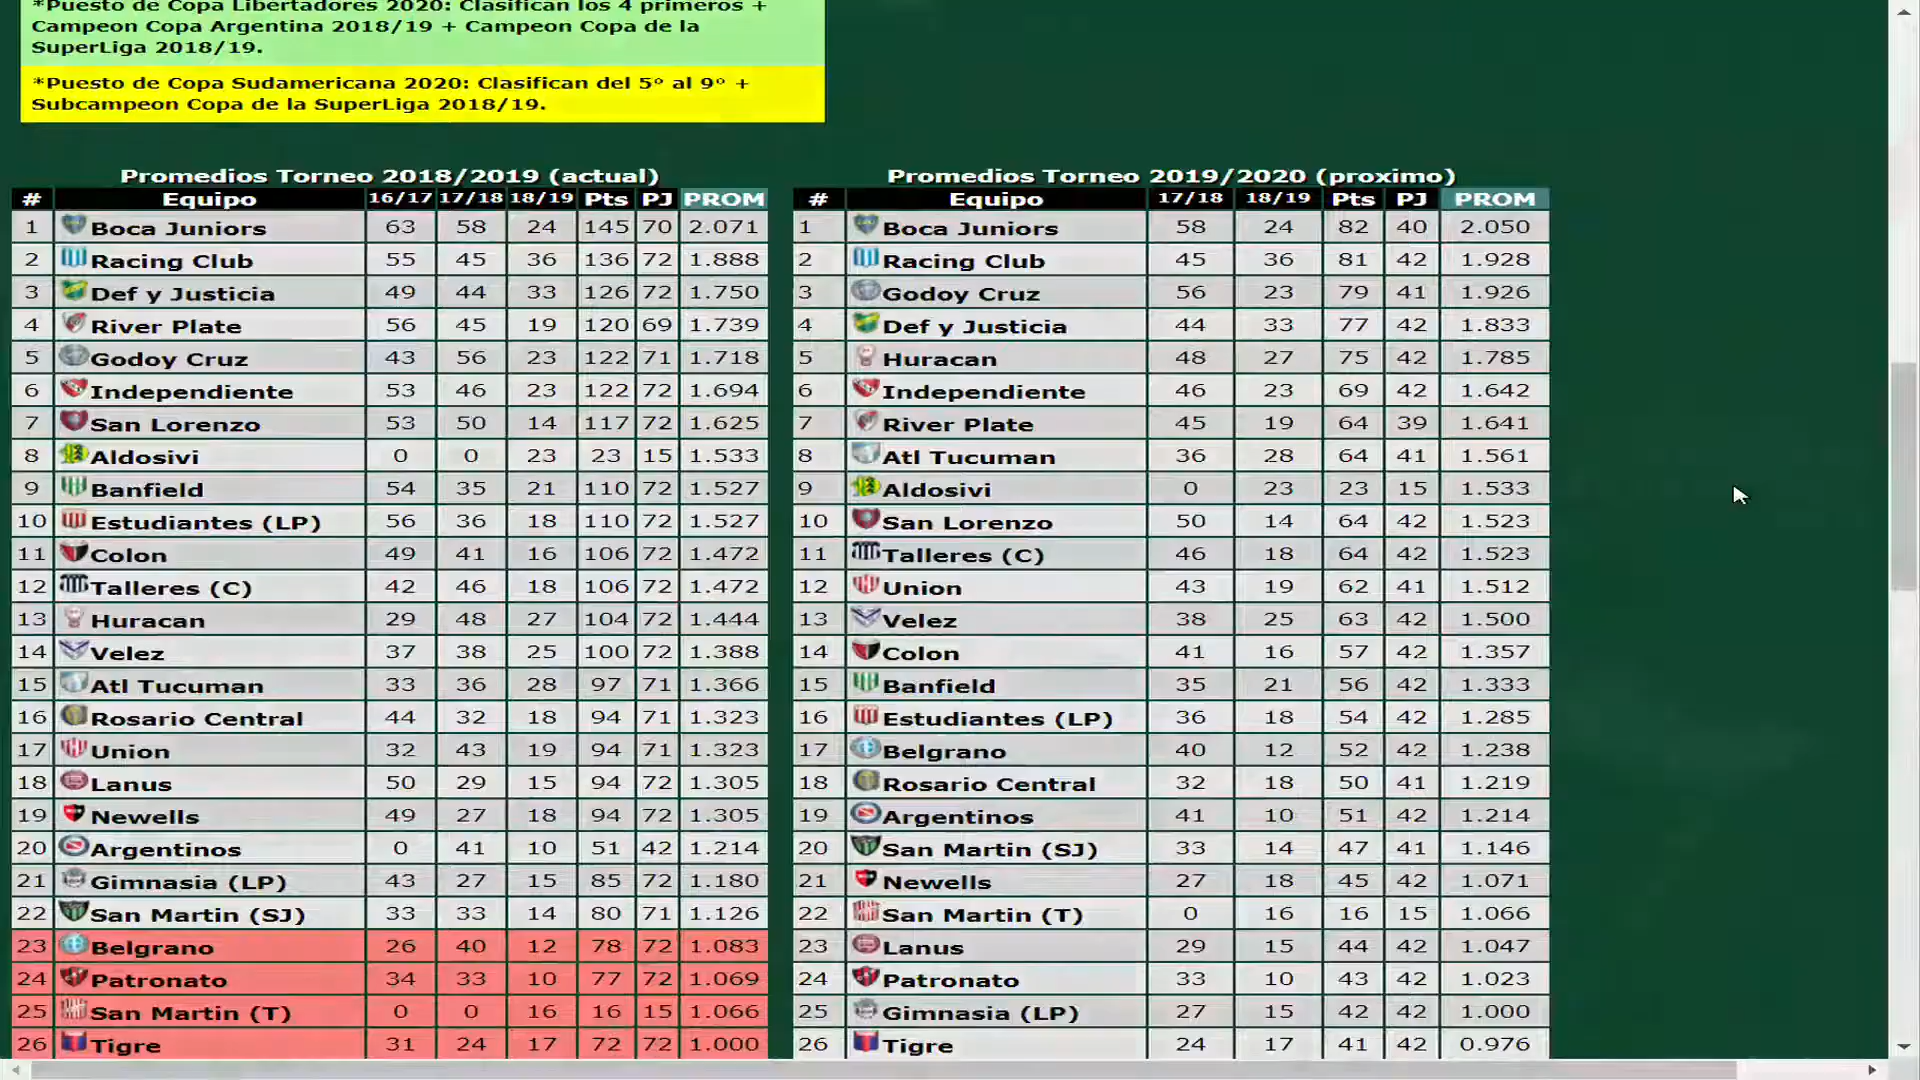 *Puesto de Copa Libertadores 2020: Clasifican los 4 primeros +
Campeon Copa Argentina 2018/19 + Campeon Copa de la
SuperLiga 2018/19.
*Puesto de Copa Sudamericana 2020: Clasifican del 5º al 9º +
Subcampeon Copa de la SuperLiga 2018/19.
Promedios Torneo 2018/2019 (actual)
# Equipo 16/17 17/18 18/19 Pts PJ PROM
1 Boca Juniors 63 58 24 145 70 2.071
2 Racing Club 55 45 36 136 72 1.888
3 Def y Justicia 49 44 33 126 72 1.750
4 River Plate 56 45 19 120 69 1.739
5 Godoy Cruz 43 56 23 122 71 1.718
6 Independiente 53 46 23 122 72 1.694
7 San Lorenzo 53 50 14 117 72 1.625
8 Aldosivi 0 0 23 23 15 1.533
9 Banfield 54 35 21 110 72 1.527
10 Estudiantes (LP) 56 36 18 110 72 1.527
11 Colon 49 41 16 106 72 1.472
12 Talleres (C) 42 46 18 106 72 1.472
13 Huracan 29 48 27 104 72 1.444
14 Velez 37 38 25 100 72 1.388
15 Atl Tucuman 33 36 28 97 71 1.366
16 Rosario Central 44 32 18 94 71 1.323
17 Union 32 43 19 94 71 1.323
18 Lanus 50 29 15 94 72 1.305
19 Newells 49 27 18 94 72 1.305
20 Argentinos 0 41 10 51 42 1.214
21 Gimnasia (LP) 43 27 15 85 72 1.180
22 San Martin (SJ) 33 33 14 80 71 1.126
23 Belgrano 26 40 12 78 72 1.083
24 Patronato 34 33 10 77 72 1.069
25 San Martin (T) 0 0 16 16 15 1.066
26 Tigre 31 24 17 72 72 1.000
Promedios Torneo 2019/2020 (proximo)
# Equipo 17/18 18/19 Pts PJ PROM
1 Boca Juniors 58 24 82 40 2.050
2 Racing Club 45 36 81 42 1.928
3 Godoy Cruz 56 23 79 41 1.926
4 Def y Justicia 44 33 77 42 1.833
5 Huracan 48 27 75 42 1.785
6 Independiente 46 23 69 42 1.642
7 River Plate 45 19 64 39 1.641
8 Atl Tucuman 36 28 64 41 1.561
9 Aldosivi 0 23 23 15 1.533
10 San Lorenzo 50 14 64 42 1.523
11 Talleres (C) 46 18 64 42 1.523
12 Union 43 19 62 41 1.512
13 Velez 38 25 63 42 1.500
14 Colon 41 16 57 42 1.357
15 Banfield 35 21 56 42 1.333
16 Estudiantes (LP) 36 18 54 42 1.285
17 Belgrano 40 12 52 42 1.238
18 Rosario Central 32 18 50 41 1.219
19 Argentinos 41 10 51 42 1.214
20 San Martin (SJ) 33 14 47 41 1.146
21 Newells 27 18 45 42 1.071
22 San Martin (T) 0 16 16 15 1.066
23 Lanus 29 15 44 42 1.047
24 Patronato 33 10 43 42 1.023
25 Gimnasia (LP) 27 15 42 42 1.000
26 Tigre 24 17 41 42 0.976